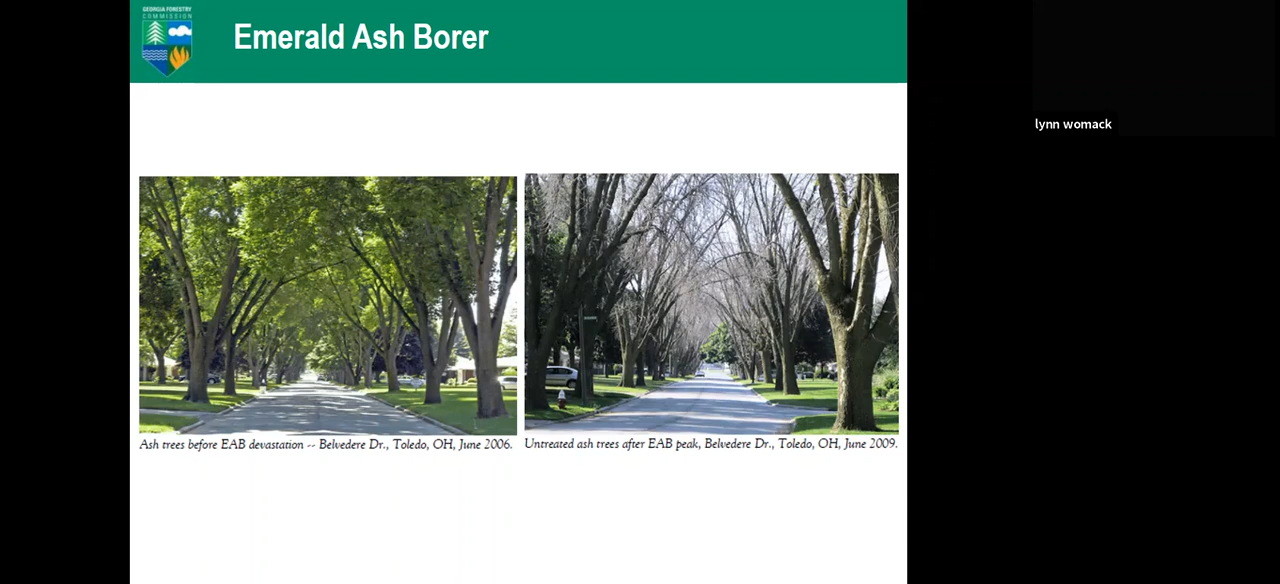 GEORGIA FORESTRY
COMMISSION
Emerald Ash Borer
lynn womack
Ash trees before EAB devastation -- Belvedere Dr., Toledo, OH, June 2006.
Untreated ash trees after EAB peak, Belvedere Dr., Toledo, OH, June 2009.